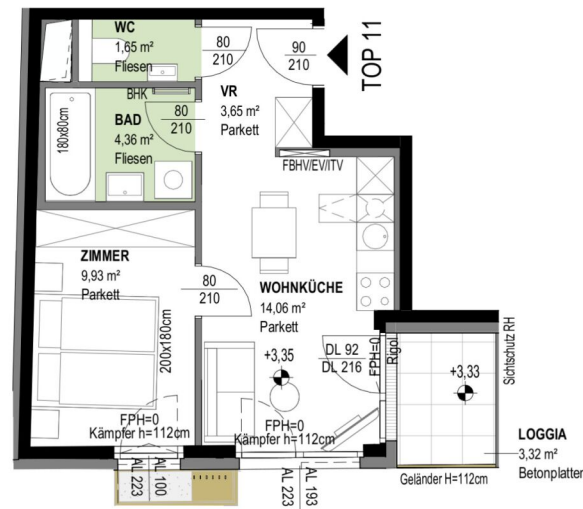 WC
1,65 m²
Fliesen
80
210
90
210
TOP 11
BHK
VR
3,65 m²
Parkett
180x80cm
BAD
4,36 m²
Fliesen
80
210
FBHV/EV/ITV
ZIMMER
9,93 m²
Parkett
80
210
WOHNKÜCHE
14,06 m²
Parkett
200x180cm
+3,35
DL 92
DL 216
FPH=0
Rigol
+3,33
Sichtschutz RH
FPH=0
Kämpfer h=112cm
FPH=0
Kämpfer h=112cm
LOGGIA
3,32 m²
Betonplatten
Geländer H=112cm
AL 100
AL 223
AL 193
AL 223